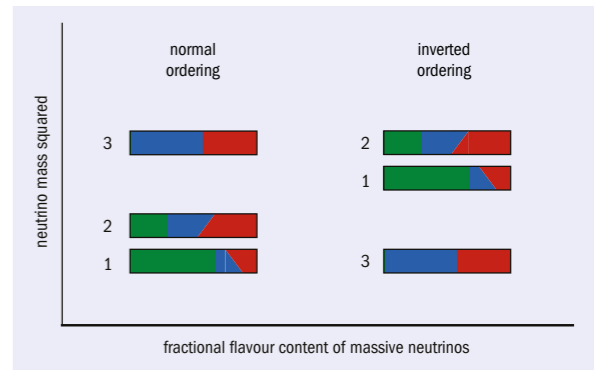 normal
ordering
inverted
ordering
neutrino mass squared
3
2
1
2
1
3
fractional flavour content of massive neutrinos